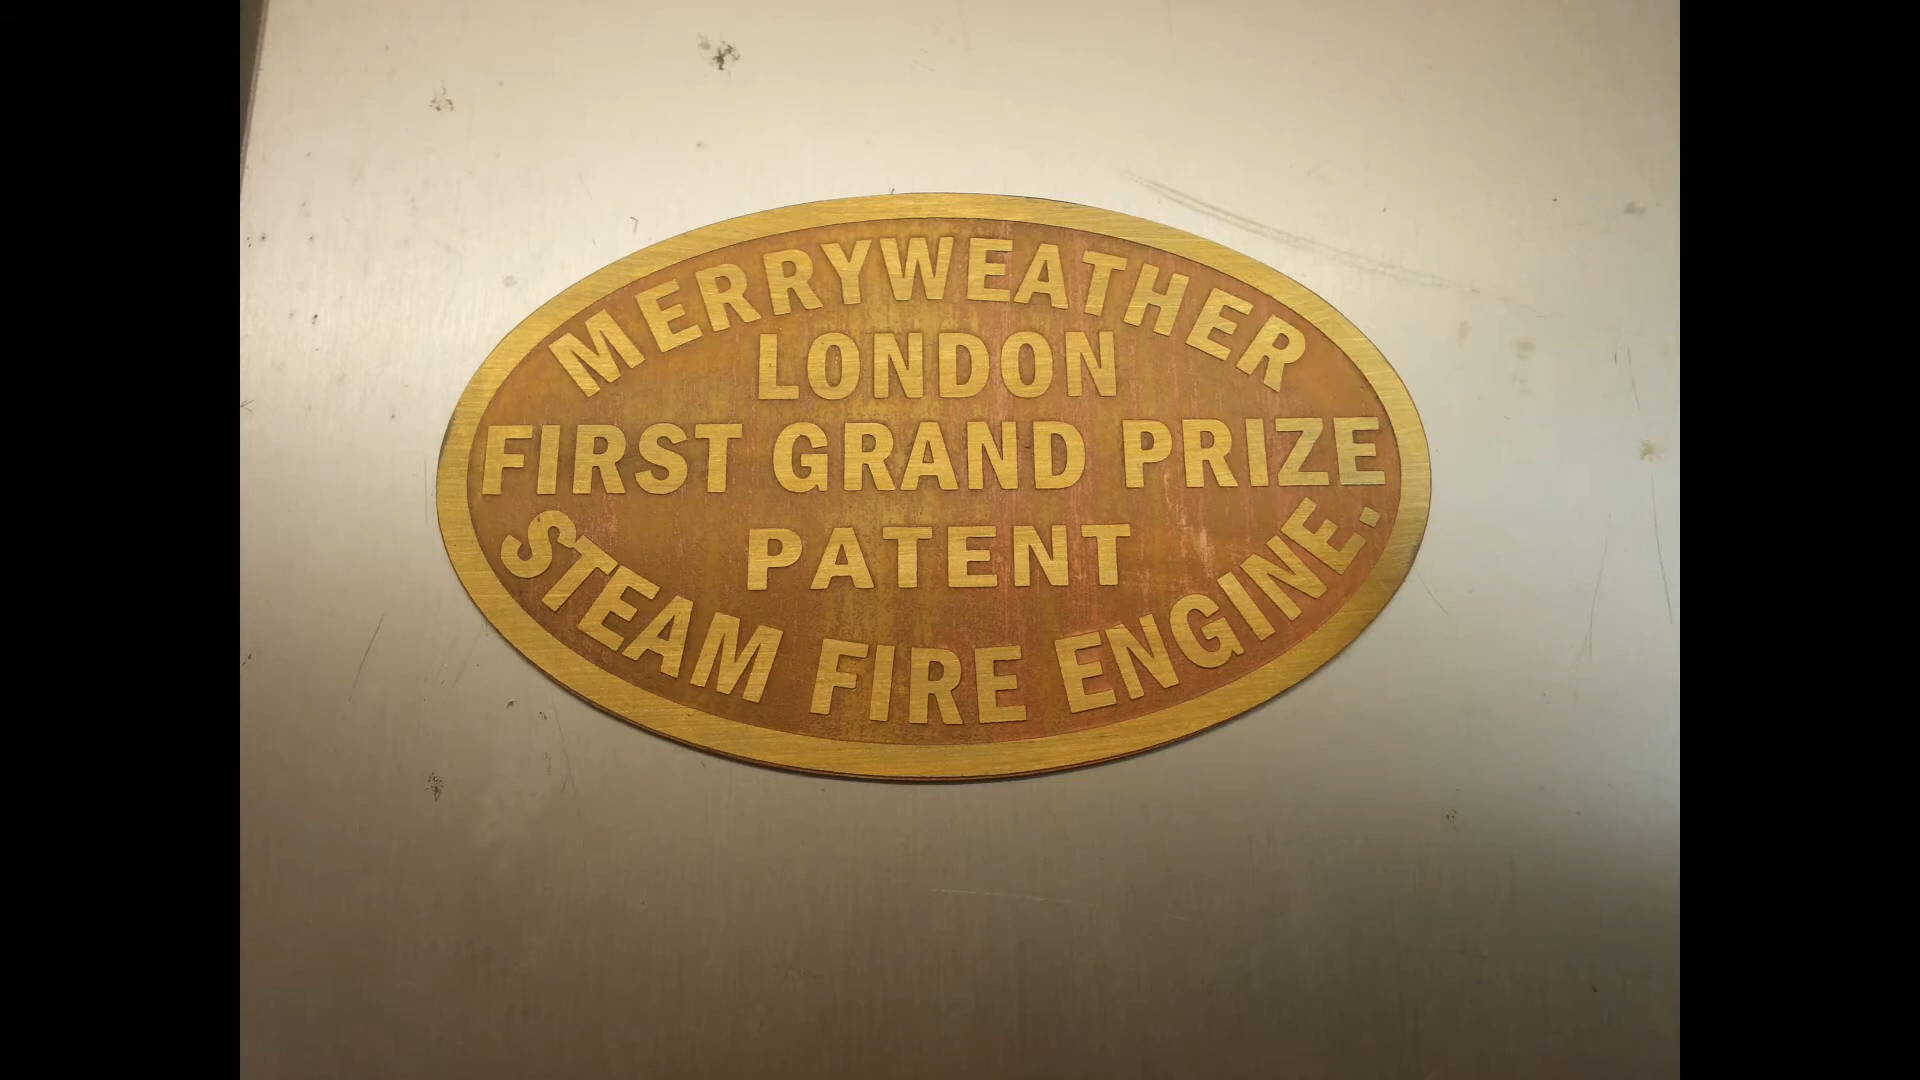 MERRYWEATHER
LONDON
FIRST GRAND PRIZE
PATENT
STEAM FIRE ENGINE.